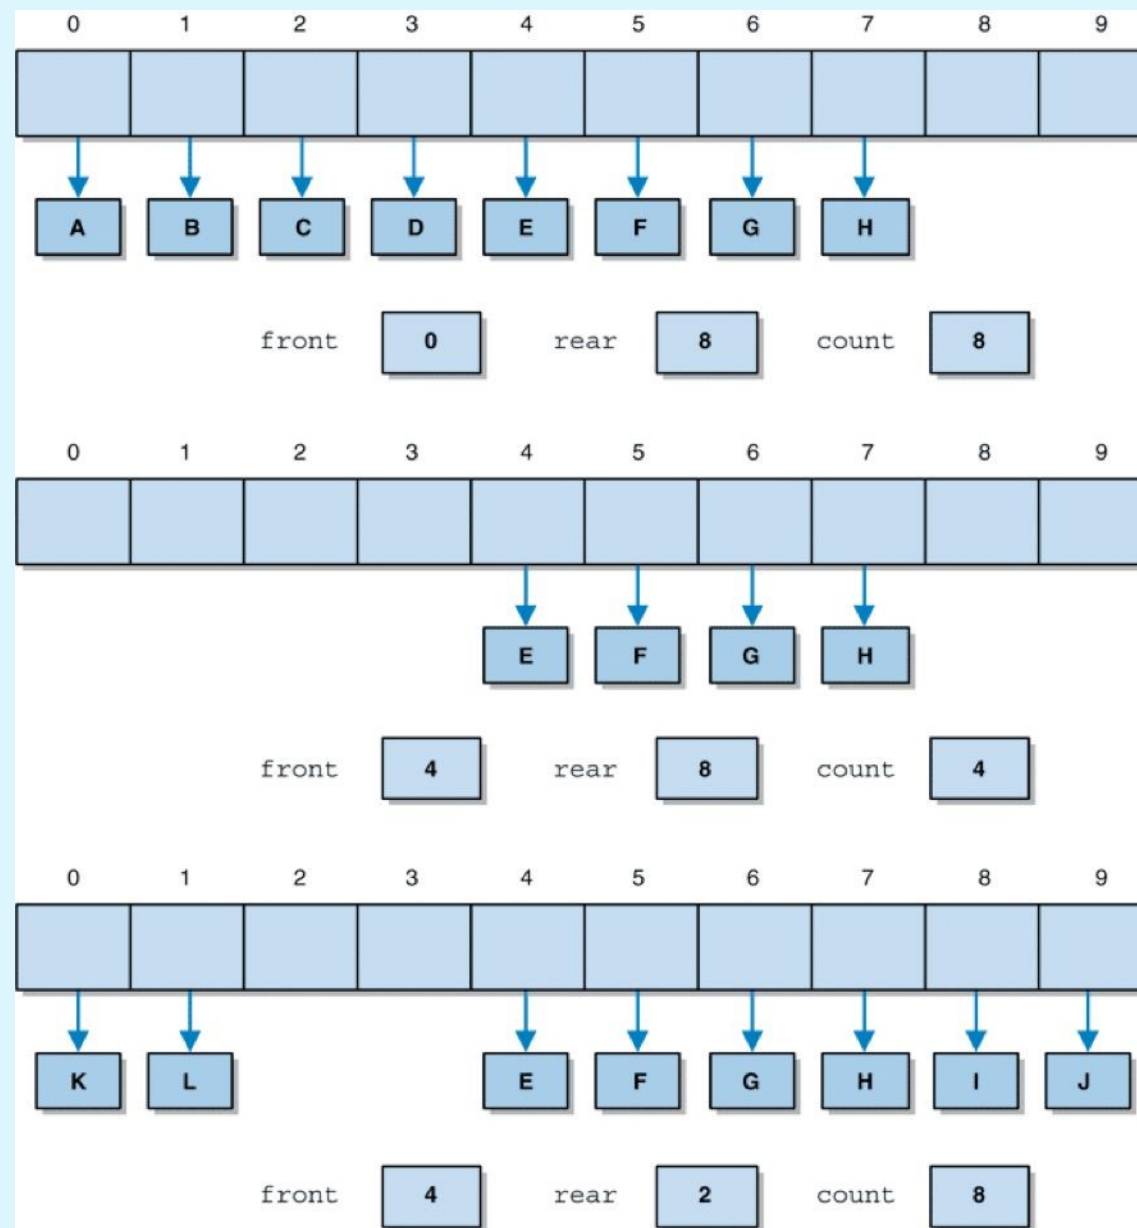 0 1 2 3 4 5 6 7 8 9
A B C D E F G H
front 0 rear 8 count 8
0 1 2 3 4 5 6 7 8 9
E F G H
front 4 rear 8 count 4
0 1 2 3 4 5 6 7 8 9
K L E F G H I J
front 4 rear 2 count 8